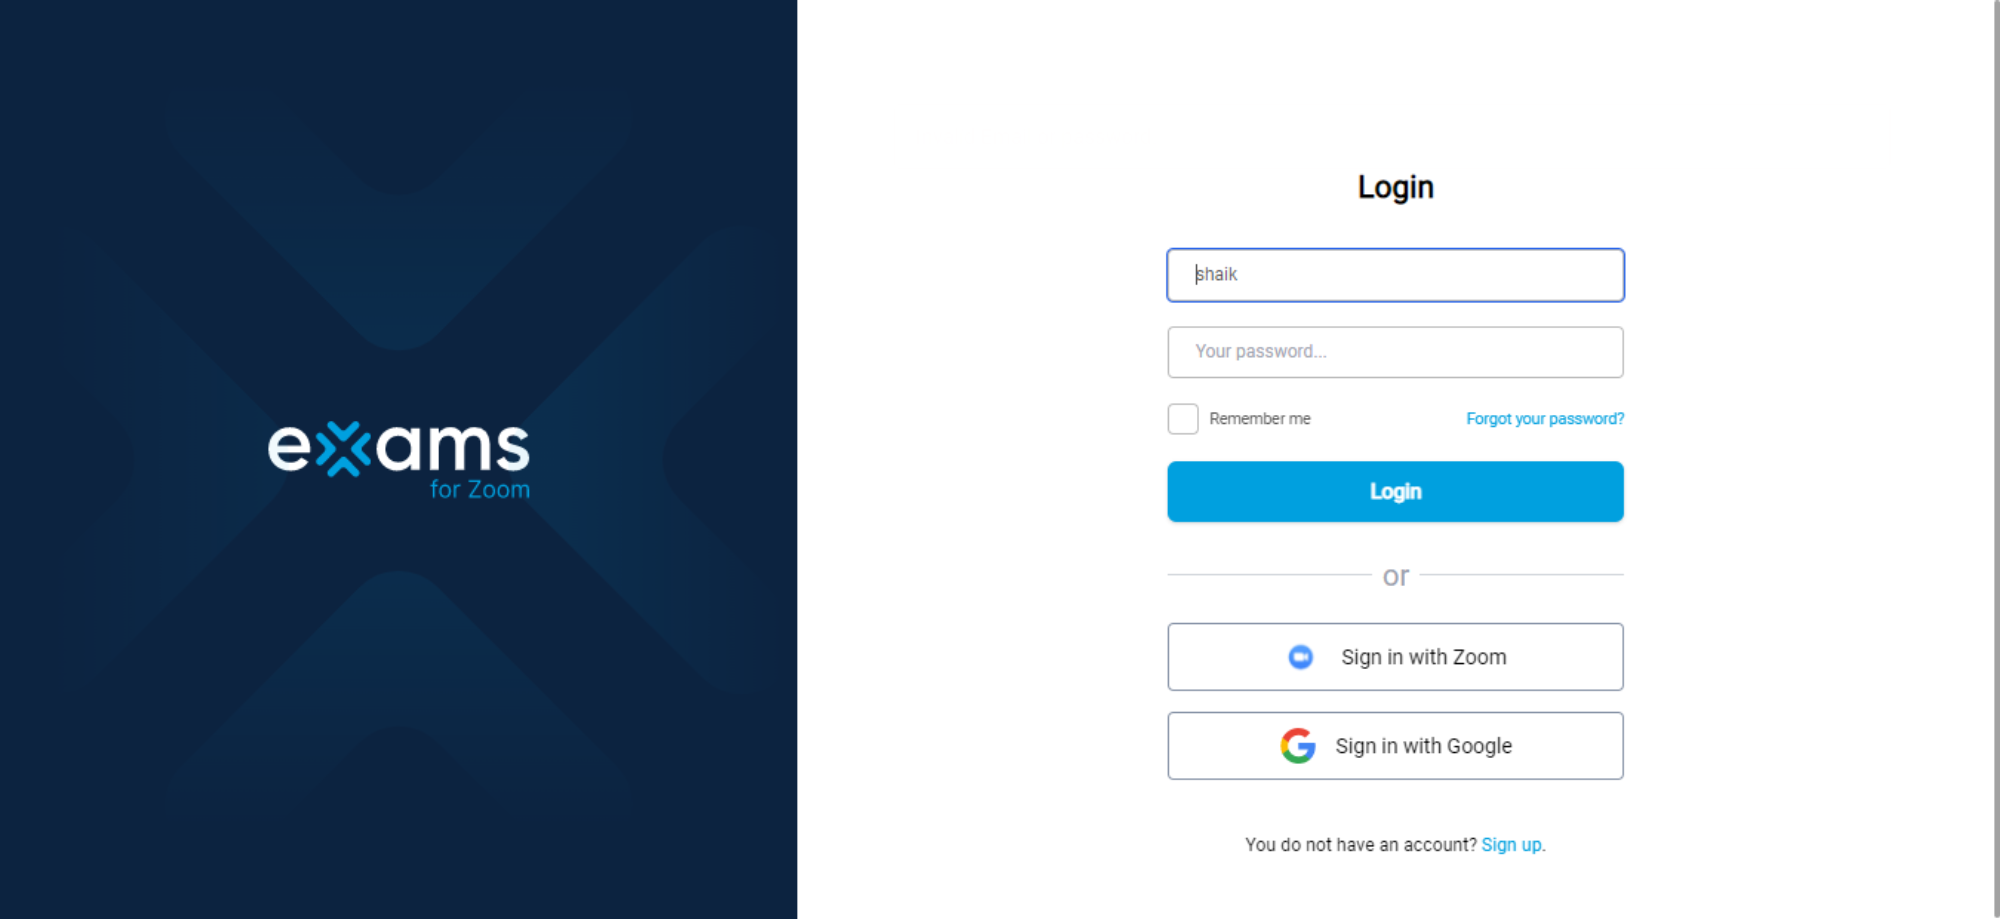 exams
for Zoom
Login
shaik
Your password...
Remember me Forgot your password?
Login
or
Sign in with Zoom
Sign in with Google
You do not have an account? Sign up.